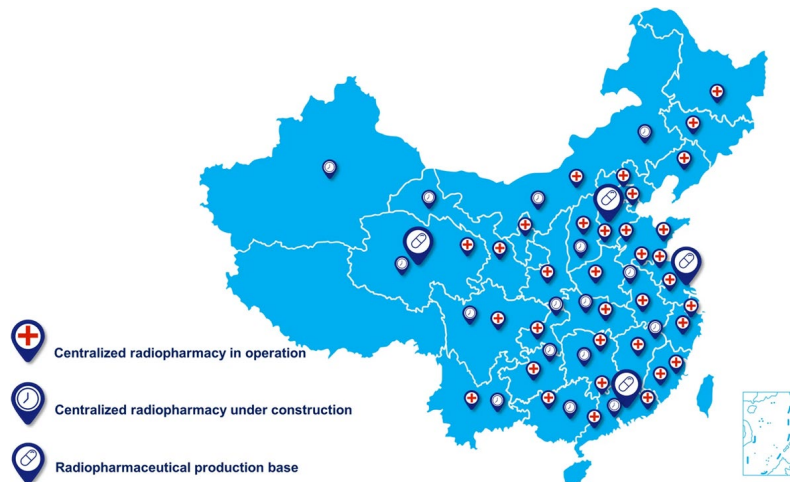 Centralized radiopharmacy in operation
Centralized radiopharmacy under construction
Radiopharmaceutical production base